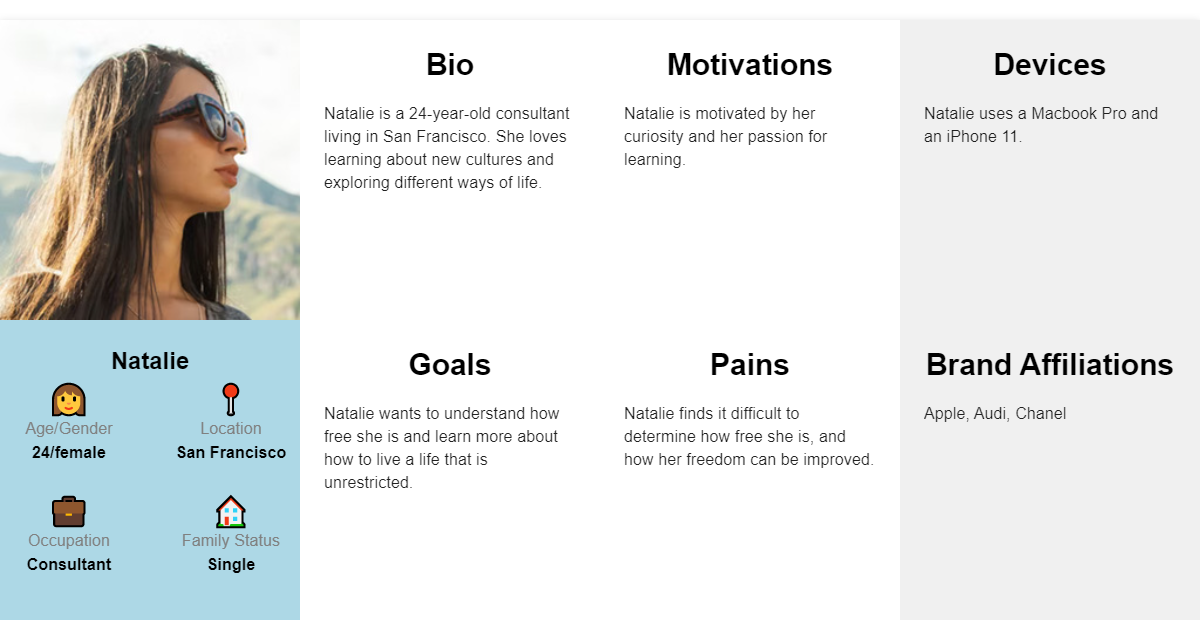 Bio
Natalie is a 24-year-old consultant
living in San Francisco. She loves
learning about new cultures and
exploring different ways of life.
Motivations
Natalie is motivated by her
curiosity and her passion for
learning.
Devices
Natalie uses a Macbook Pro and
an iPhone 11.
Natalie
Age/Gender
24/female
Location
San Francisco
Occupation
Consultant
Family Status
Single
Goals
Natalie wants to understand how
free she is and learn more about
how to live a life that is
unrestricted.
Pains
Natalie finds it difficult to
determine how free she is, and
how her freedom can be improved.
Brand Affiliations
Apple, Audi, Chanel